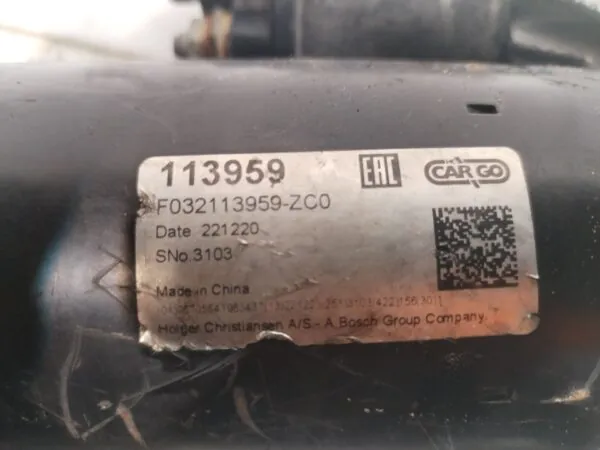 113959
EAC
CARGO
F032113959-ZC0
Date 221220
SNo.3103
Made in China
Holger Christiansen A/S - A Bosch Group Company